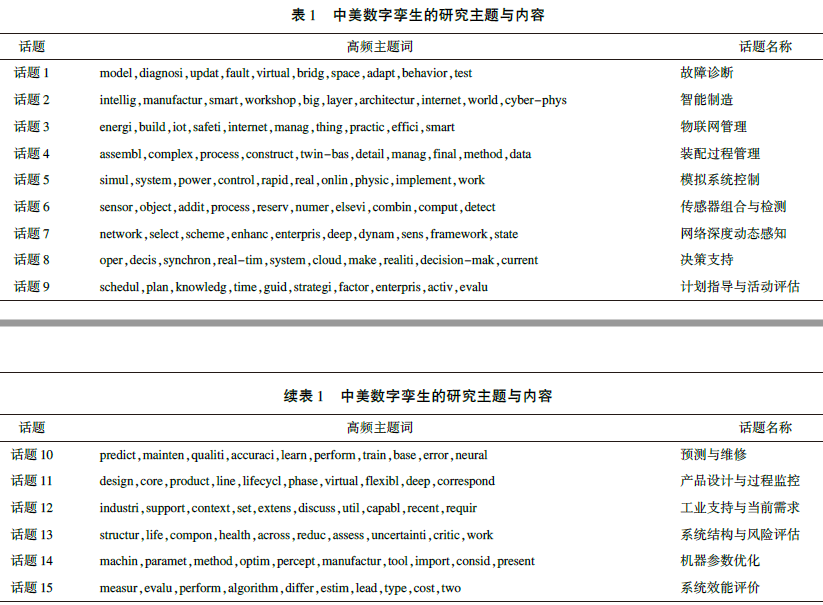 表 1 中美数字孪生的研究主题与内容
话题 高频主题词 话题名称
话题 1 model,diagnosi,updat,fault,virtual,bridg,space,adapt,behavior,test 故障诊断
话题 2 intellig,manufactur,smart,workshop,big,layer,architectur,internet,world,cyber-phys 智能制造
话题 3 energi,build,iot,safeti,internet,manag,thing,practic,effici,smart 物联网管理
话题 4 assembl,complex,process,construct,twin-bas,detail,manag,final,method,data 装配过程管理
话题 5 simul,system,power,control,rapid,real,onlin,physic,implement,work 模拟系统控制
话题 6 sensor,object,addit,process,reserv,numer,elsevi,combin,comput,detect 传感器组合与检测
话题 7 network,select,scheme,enhanc,enterpris,deep,dynam,sens,framework,state 网络深度动态感知
话题 8 oper,decis,synchron,real-tim,system,cloud,make,realiti,decision-mak,current 决策支持
话题 9 schedul,plan,knowledg,time,guid,strategi,factor,enterpris,activ,evalu 计划指导与活动评估
续表 1 中美数字孪生的研究主题与内容
话题 高频主题词 话题名称
话题 10 predict,mainten,qualiti,accuraci,learn,perform,train,base,error,neural 预测与维修
话题 11 design,core,product,line,lifecycl,phase,virtual,flexibl,deep,correspond 产品设计与过程监控
话题 12 industri,support,context,set,extens,discuss,util,capabl,recent,requir 工业支持与当前需求
话题 13 structur,life,compon,health,across,reduc,assess,uncertainti,critic,work 系统结构与风险评估
话题 14 machin,paramet,method,optim,percept,manufactur,tool,import,consid,present 机器参数优化
话题 15 measur,evalu,perform,algorithm,differ,estim,lead,type,cost,two 系统效能评价